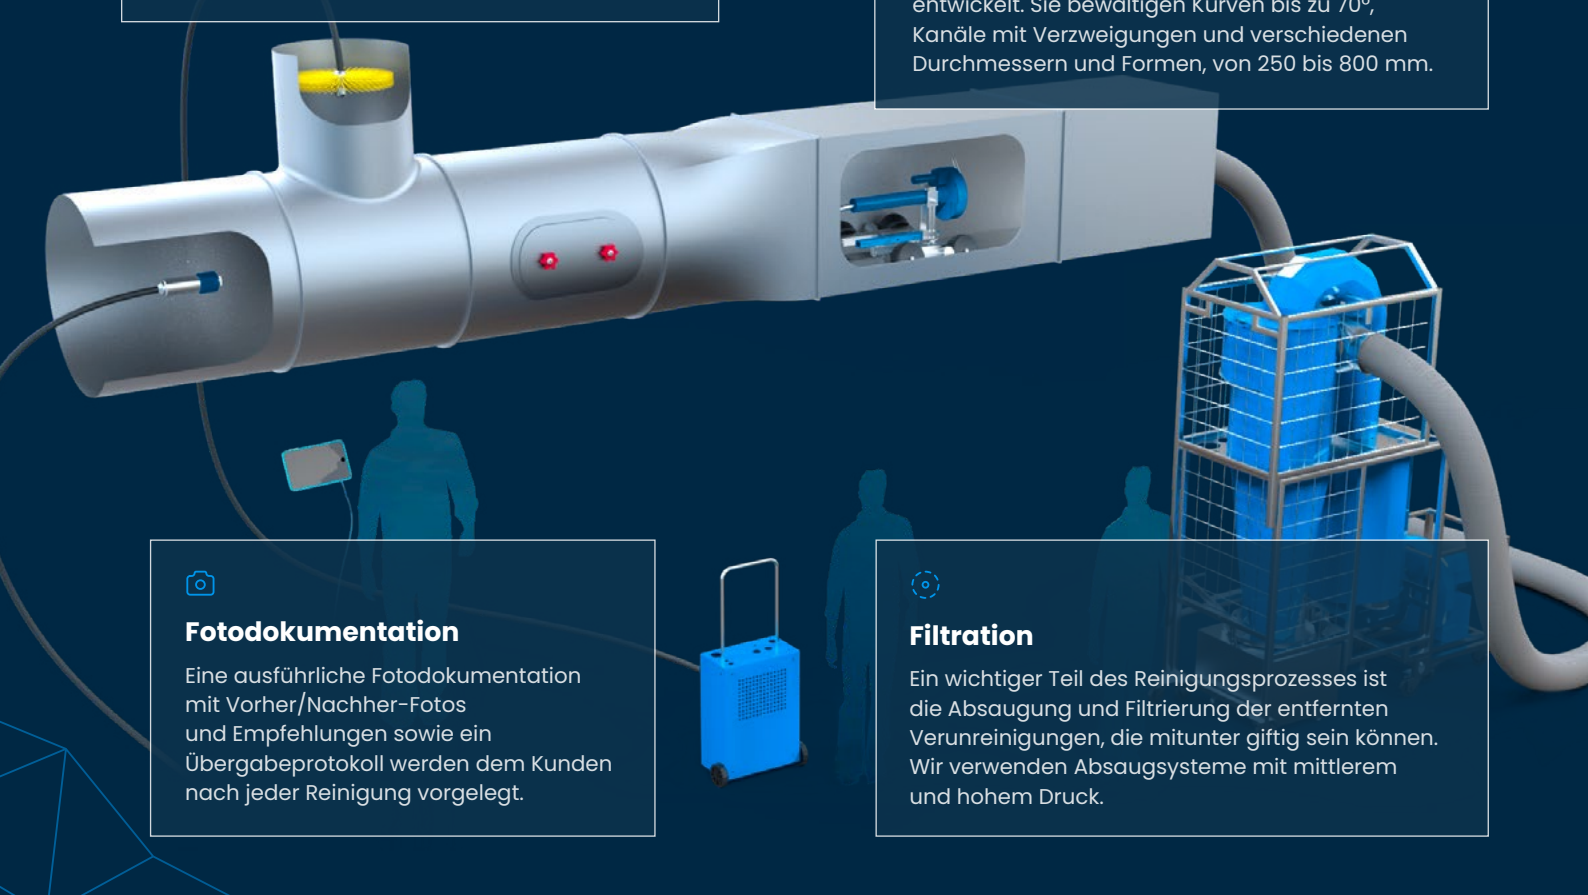 entwickelt. Sie bewältigen Kurven bis zu 70°,
Kanäle mit Verzweigungen und verschiedenen
Durchmessern und Formen, von 250 bis 800 mm.
Fotodokumentation
Eine ausführliche Fotodokumentation
mit Vorher/Nachher-Fotos
und Empfehlungen sowie ein
Übergabeprotokoll werden dem Kunden
nach jeder Reinigung vorgelegt.
Filtration
Ein wichtiger Teil des Reinigungsprozesses ist
die Absaugung und Filtrierung der entfernten
Verunreinigungen, die mitunter giftig sein können.
Wir verwenden Absaugsysteme mit mittlerem
und hohem Druck.